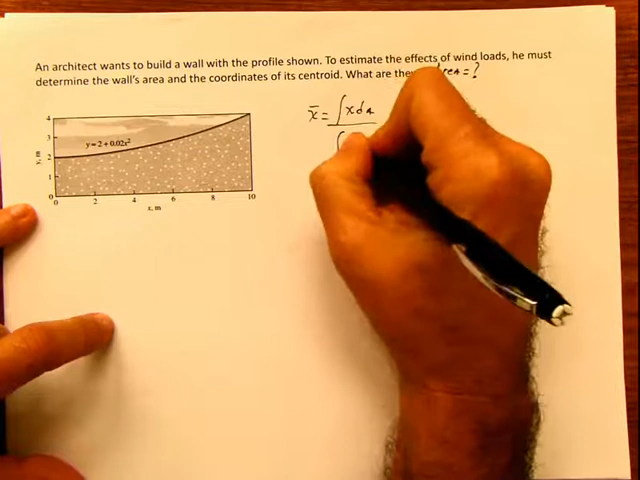 An architect wants to build a wall with the profile shown. To estimate the effects of wind loads, he must
determine the wall's area and the coordinates of its centroid. What are they = ?
x̄ = ∫ x dA
∫
4
3
2
1
0
y, m
y = 2 + 0.02x²
0 2 4 6 8 10
x, m